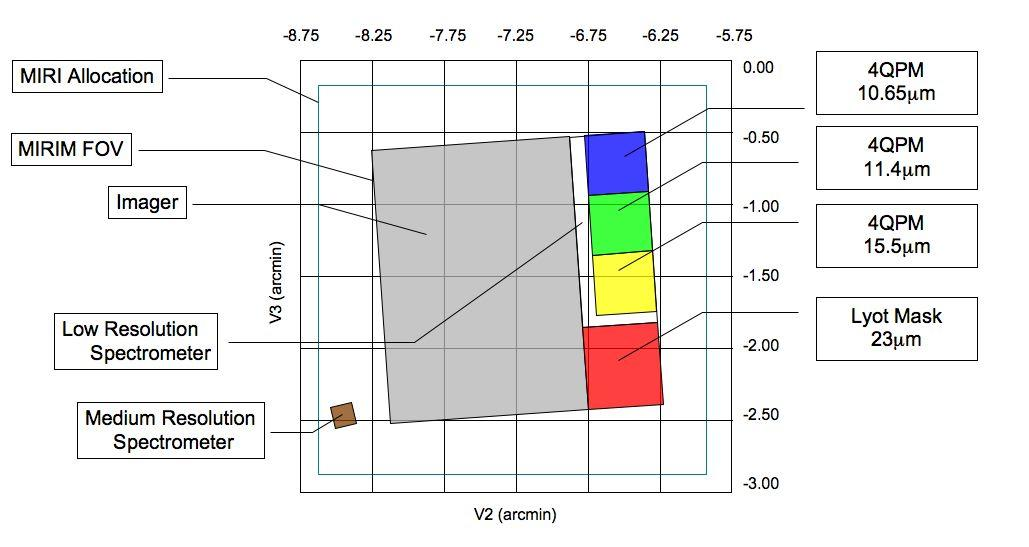 -8.75 -8.25 -7.75 -7.25 -6.75 -6.25 -5.75
MIRI Allocation
MIRIM FOV
Imager
Low Resolution
Spectrometer
Medium Resolution
Spectrometer
V3 (arcmin)
0.00
-0.50
-1.00
-1.50
-2.00
-2.50
-3.00
4QPM
10.65μm
4QPM
11.4μm
4QPM
15.5μm
Lyot Mask
23μm
V2 (arcmin)